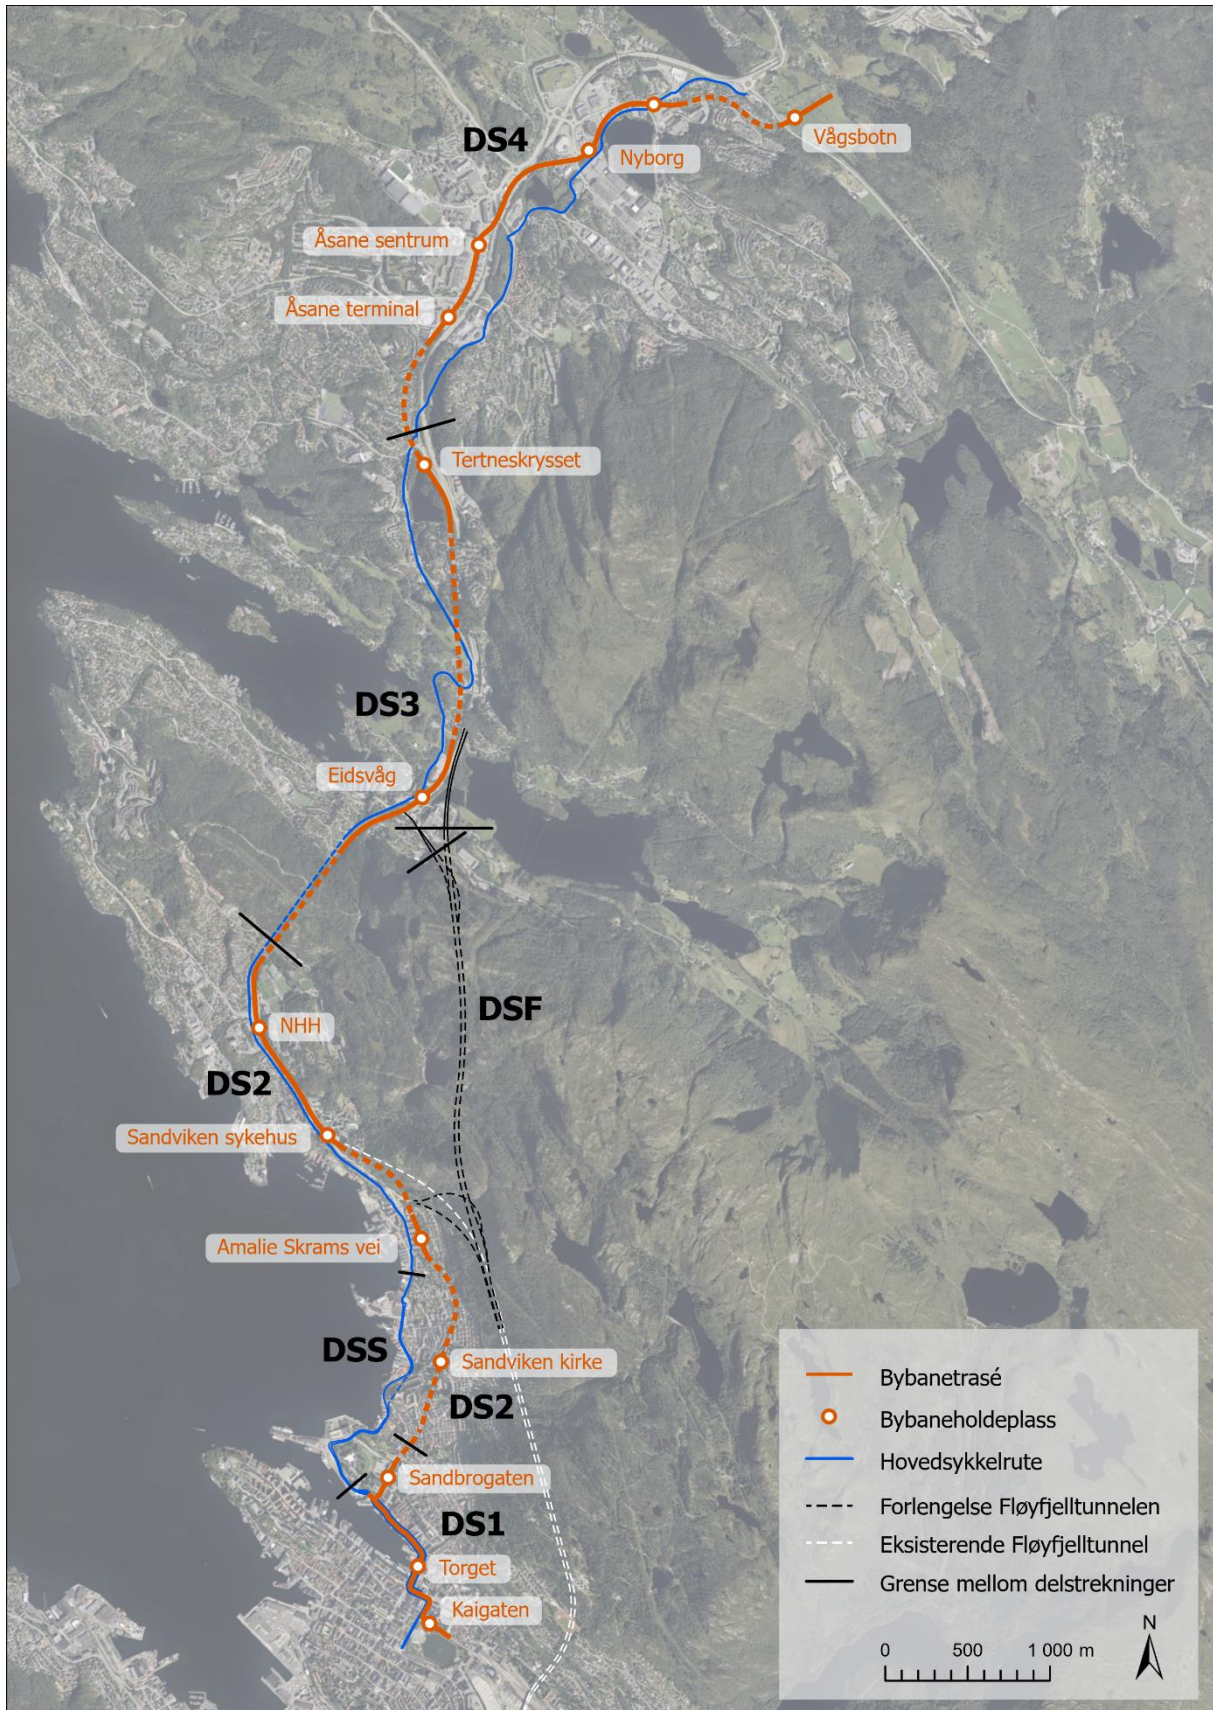 DS4
Vågsbotn
Nyborg
Åsane sentrum
Åsane terminal
Tertneskrysset
DS3
Eidsvåg
DSF
NHH
DS2
Sandviken sykehus
Amalie Skrams vei
DSS
Sandviken kirke
DS2
Sandbrogaten
DS1
Torget
Kaigaten
Bybanetrasé
Bybaneholdeplass
Hovedsykkelrute
Forlengelse Fløyfjelltunnelen
Eksisterende Fløyfjelltunnel
Grense mellom delstrekninger
N
0 500 1 000 m